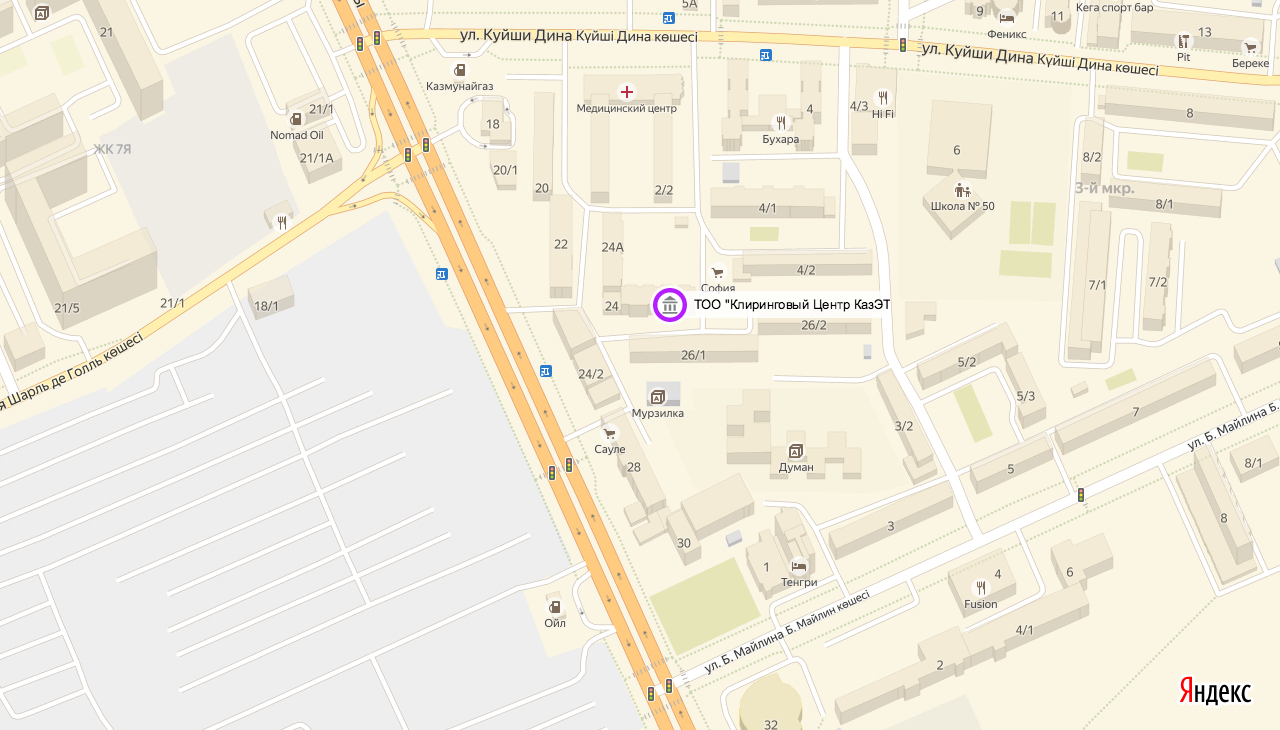 5А
9
Феникс
11
Кега спорт бар
13
Pit
Береке
21
Ы
ул. Куйши Дина Күйші Дина көшесі
ул. Куйши Дина Күйші Дина көшесі
Казмунайгаз
Медицинский центр
4
4/3
Hi Fi
21/1
Nomad Oil
18
Бухара
8
ЖК 7Я
21/1А
20/1
20
2/2
6
8/2
3-й мкр.
Школа № 50
8/1
4/1
22
24А
4/2
София
7/1
7/2
21/5
21/1
18/1
24
ТОО "Клиринговый Центр КазЭТ
26/2
я Шарль де Голль көшесі
26/1
5/2
24/2
5/3
Мурзилка
7
3/2
ул. Б. Майлина Б.
Сауле
28
Думан
5
8/1
8
3
30
1
Тенгри
4
6
Fusion
Ойл
4/1
ул. Б. Майлина Б. Майлин көшесі
2
32
Яндекс